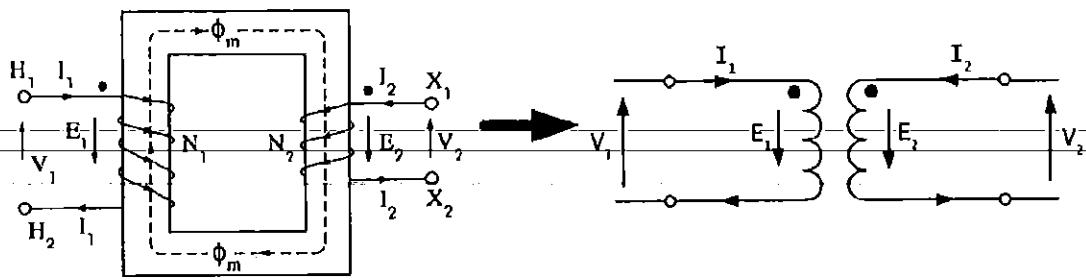 ϕm
H1 I1
I2 X1
E1 N1 N2 E2
V1 V2
I2 X2
H2 I1
ϕm
I1 I2
V1 E1 E2 V2